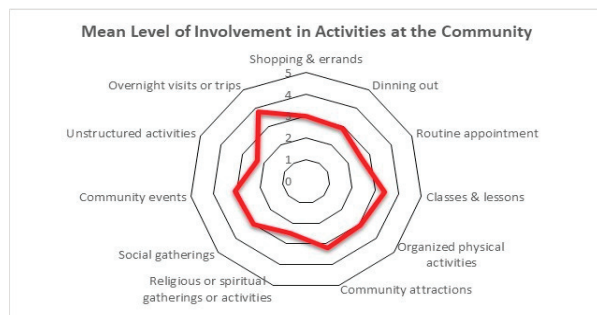 Mean Level of Involvement in Activities at the Community
Shopping & errands
Dinning out
Routine appointment
Classes & lessons
Organized physical
activities
Community attractions
Religious or spiritual
gatherings or activities
Social gatherings
Community events
Unstructured activities
Overnight visits or trips
5
4
3
2
1
0